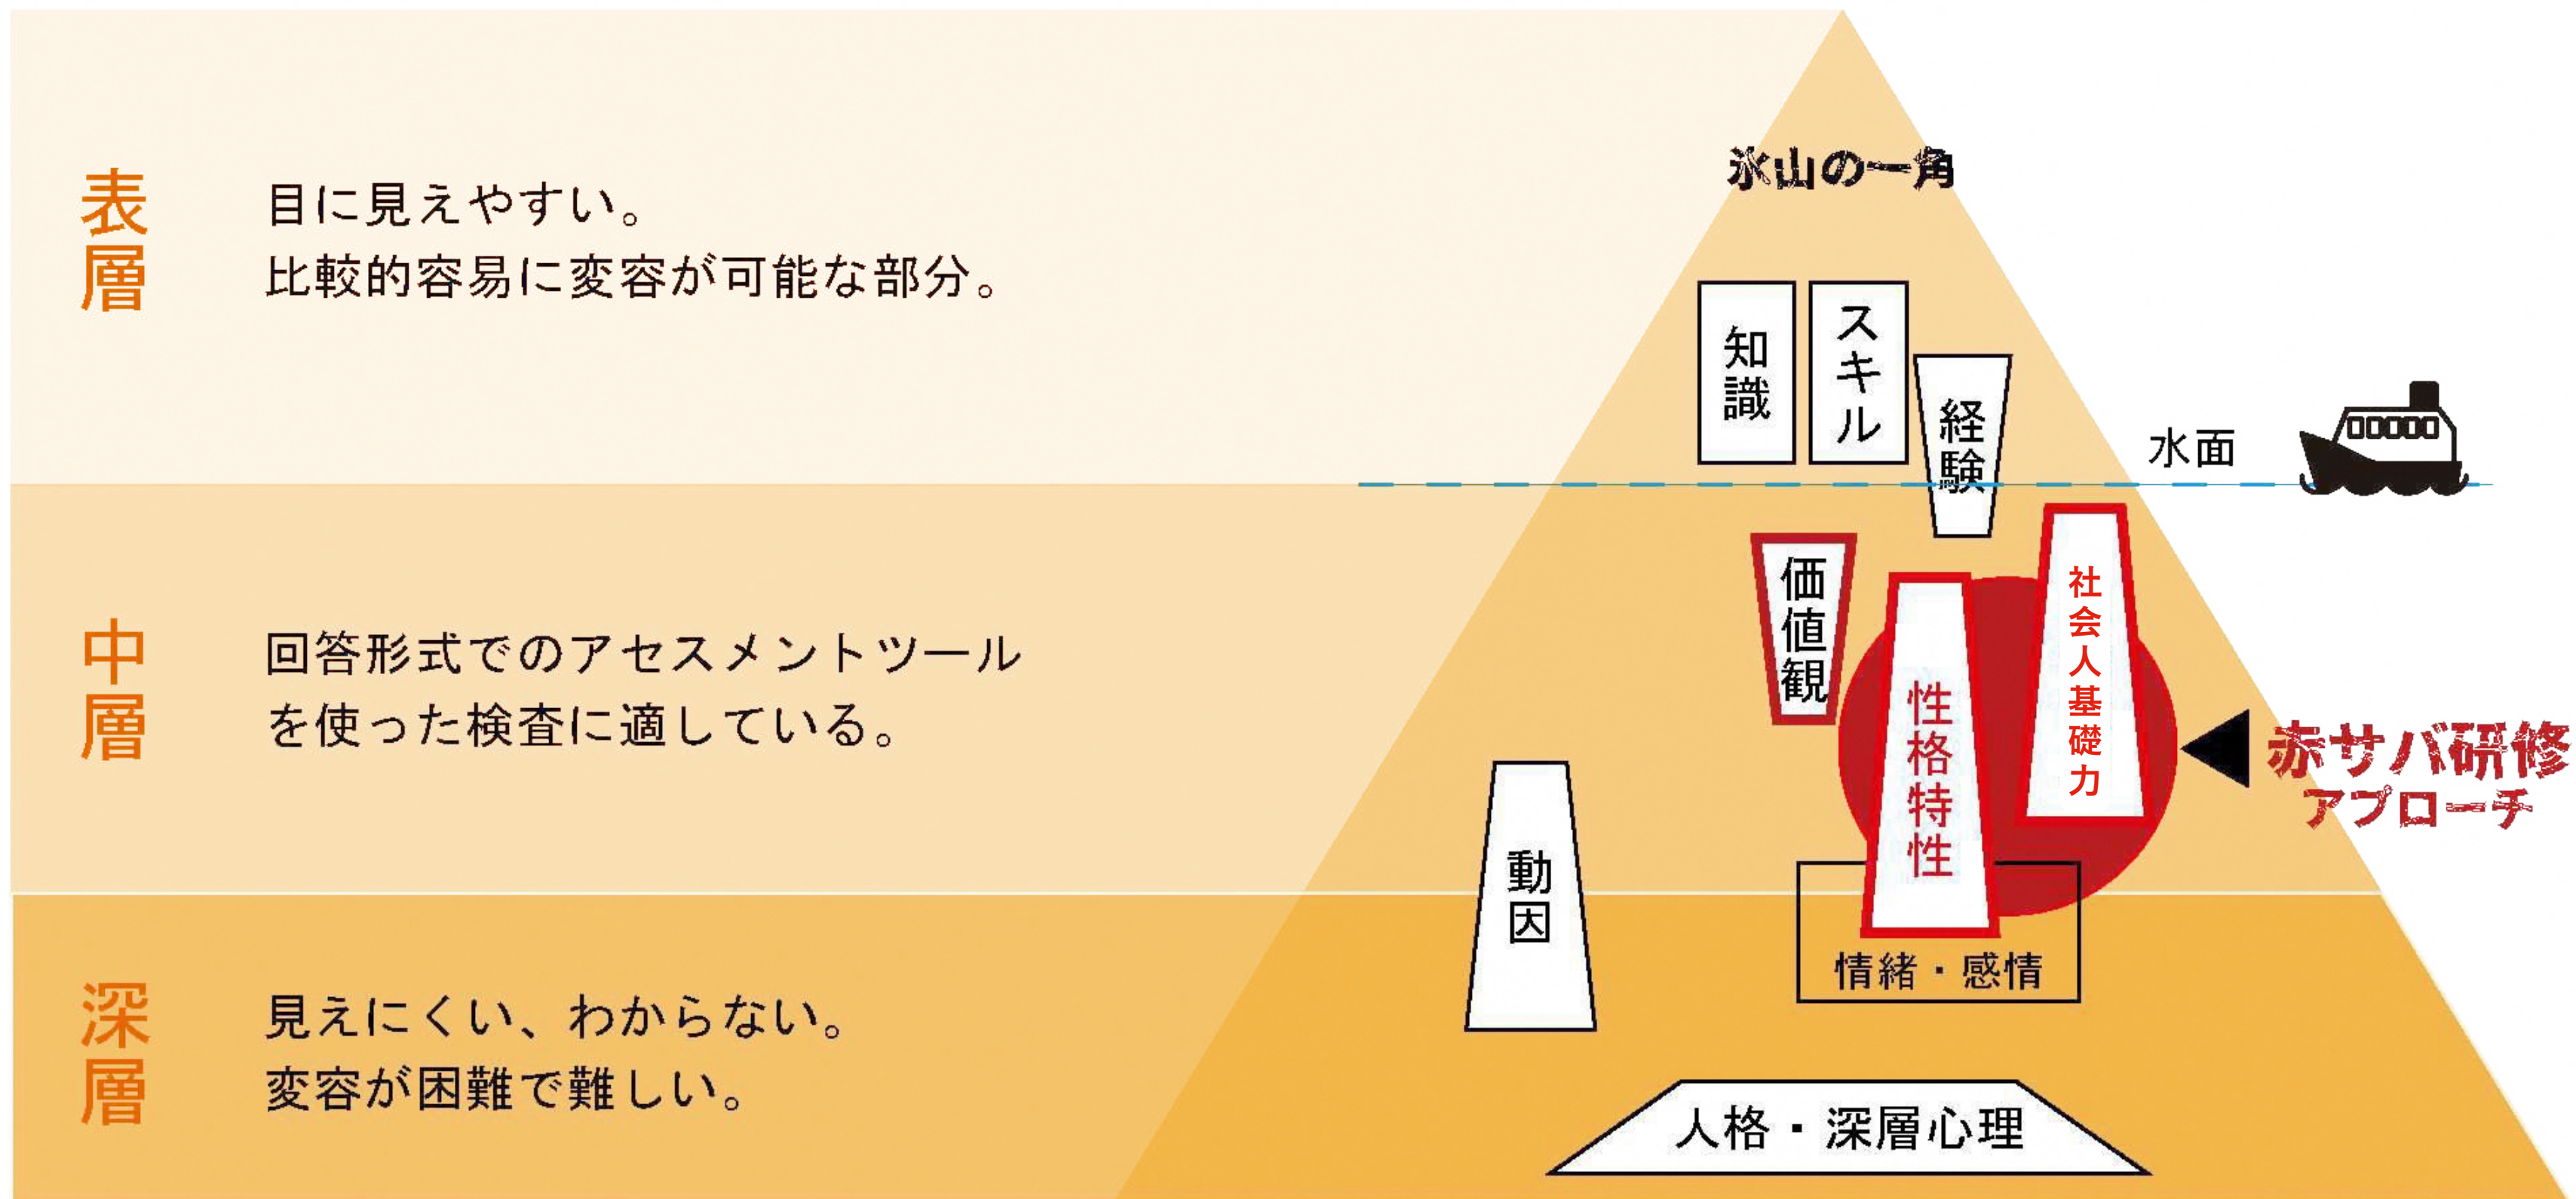 表層
目に見えやすい。
比較的容易に変容が可能な部分。
氷山の一角
知識
スキル
経験
水面
中層
回答形式でのアセスメントツール
を使った検査に適している。
価値観
性格特性
社会人基礎力
赤サバ研修
アプローチ
動因
深層
見えにくい、わからない。
変容が困難で難しい。
情緒・感情
人格・深層心理